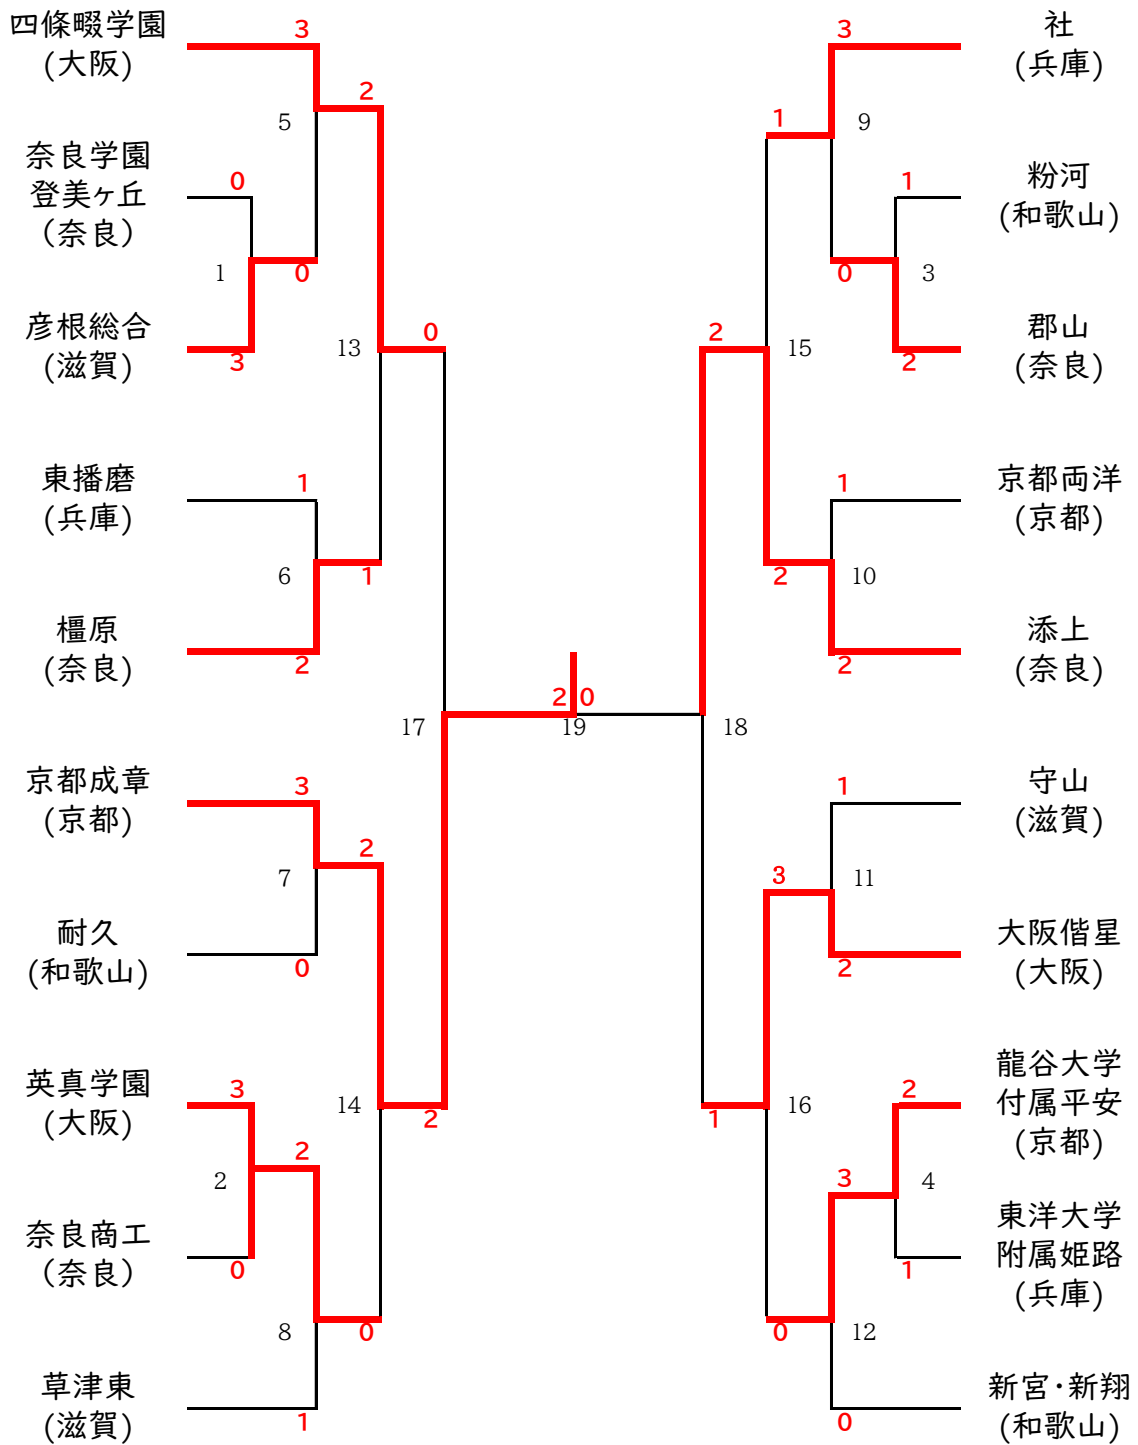 四條畷学園
(大阪)
奈良学園
登美ヶ丘
(奈良)
彦根総合
(滋賀)
東播磨
(兵庫)
橿原
(奈良)
京都成章
(京都)
耐久
(和歌山)
英真学園
(大阪)
奈良商工
(奈良)
草津東
(滋賀)
3
5
2
0
1
0
3
13
0
1
6
1
2
17
3
7
2
0
3
14
2
2
2
0
8
0
1
2 0
19
社
(兵庫)
粉河
(和歌山)
郡山
(奈良)
京都両洋
(京都)
添上
(奈良)
守山
(滋賀)
大阪偕星
(大阪)
龍谷大学
付属平安
(京都)
東洋大学
附属姫路
(兵庫)
新宮・新翔
(和歌山)
3
1
9
1
0
3
2
2
15
1
2
10
2
18
1
3
11
2
2
1
16
3
4
1
0
12
0